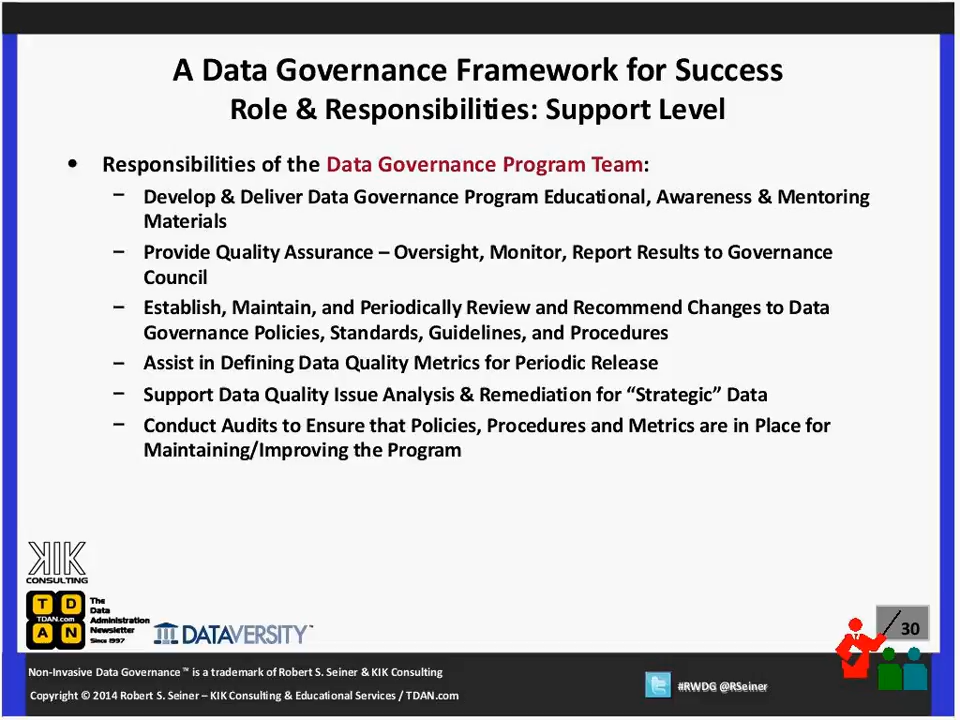 A Data Governance Framework for Success
Role & Responsibilities: Support Level
• Responsibilities of the Data Governance Program Team:
– Develop & Deliver Data Governance Program Educational, Awareness & Mentoring
Materials
– Provide Quality Assurance – Oversight, Monitor, Report Results to Governance
Council
– Establish, Maintain, and Periodically Review and Recommend Changes to Data
Governance Policies, Standards, Guidelines, and Procedures
– Assist in Defining Data Quality Metrics for Periodic Release
– Support Data Quality Issue Analysis & Remediation for “Strategic” Data
– Conduct Audits to Ensure that Policies, Procedures and Metrics are in Place for
Maintaining/Improving the Program
KIK
CONSULTING
T D
TDAN.com
A N
The
Data
Administration
Newsletter
Since 1997
DATAVERSITY™
30
Non-Invasive Data Governance™ is a trademark of Robert S. Seiner & KIK Consulting
Copyright © 2014 Robert S. Seiner – KIK Consulting & Educational Services / TDAN.com
#RWDG @RSeiner